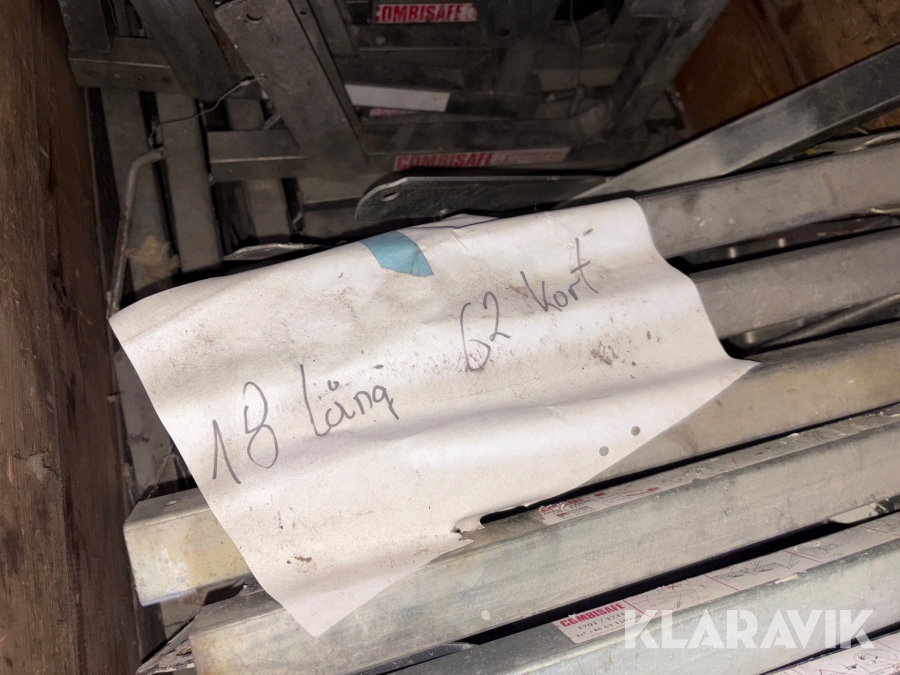 COMBISAFE
COMBISAFE
62 kort
18 lång
COMBISAFE
KLARAVIK